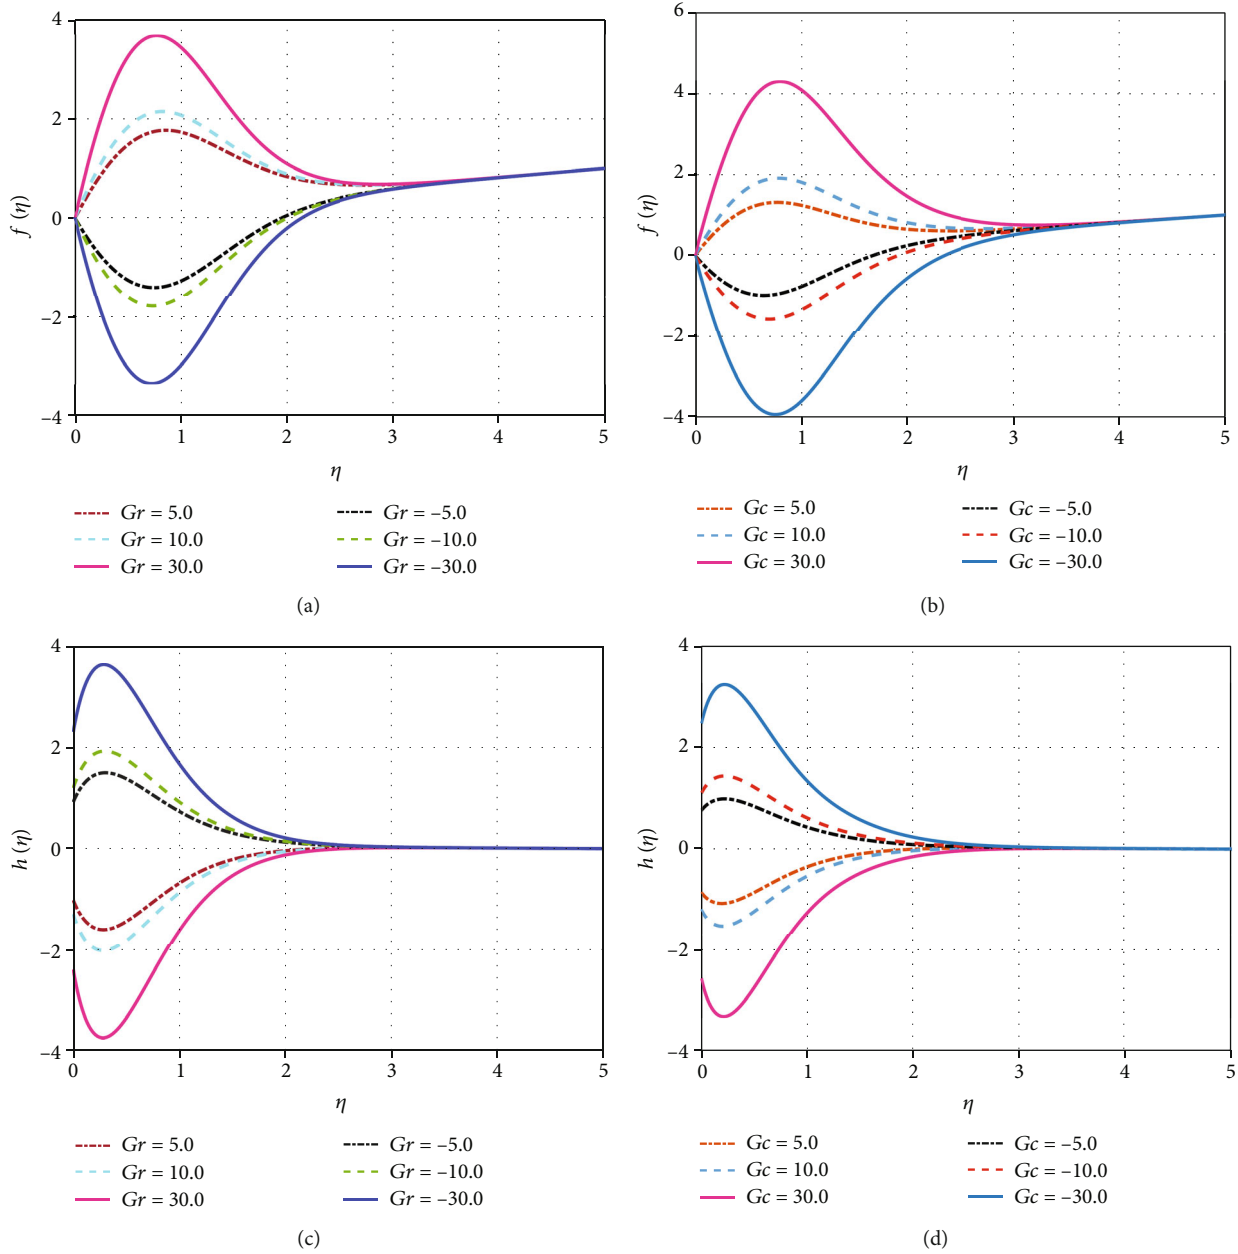 4
2
0
–2
–4
f (η)
0 1 2 3 4 5
η
Gr = 5.0 Gr = –5.0
Gr = 10.0 Gr = –10.0
Gr = 30.0 Gr = –30.0
(a)
6
4
2
0
–2
–4
f (η)
0 1 2 3 4 5
η
Gc = 5.0 Gc = –5.0
Gc = 10.0 Gc = –10.0
Gc = 30.0 Gc = –30.0
(b)
4
2
0
–2
–4
h (η)
0 1 2 3 4 5
η
Gr = 5.0 Gr = –5.0
Gr = 10.0 Gr = –10.0
Gr = 30.0 Gr = –30.0
(c)
4
2
0
–2
–4
h (η)
0 1 2 3 4 5
η
Gc = 5.0 Gc = –5.0
Gc = 10.0 Gc = –10.0
Gc = 30.0 Gc = –30.0
(d)